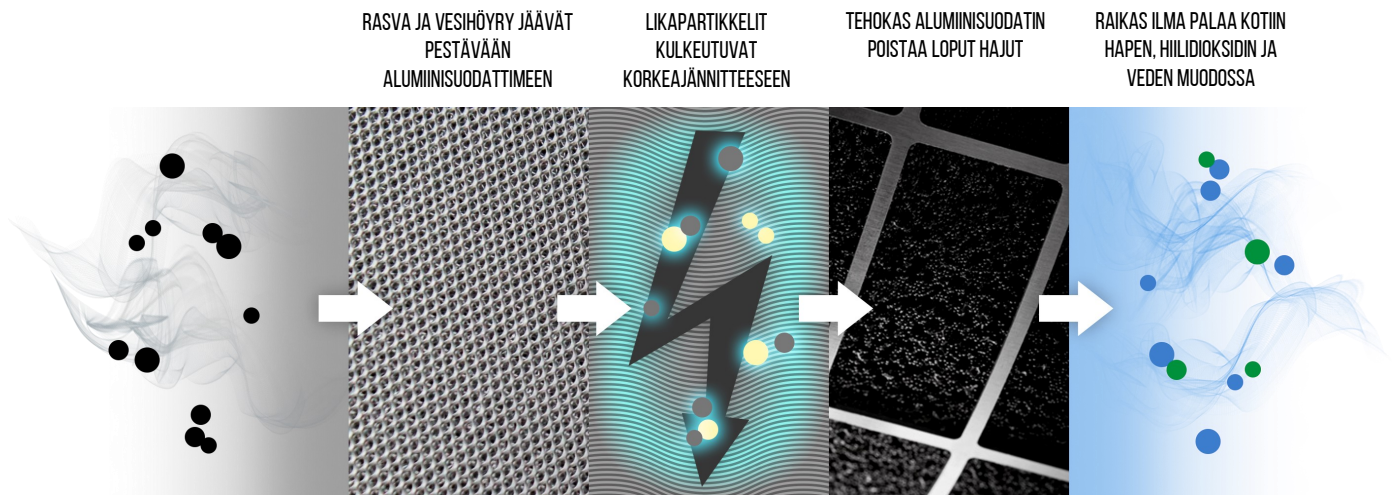 RASVA JA VESIHÖYRY JÄÄVÄT
PESTÄVÄÄN
ALUMIINISUODATTIMEEN
LIKAPARTIKKELIT
KULKEUTUVAT
KORKEAJÄNNITTEESEEN
TEHOKAS ALUMIINISUODATIN
POISTAA LOPUT HAJUT
RAIKAS ILMA PALAA KOTIIN
HAPEN, HIILIDIOKSIDIN JA
VEDEN MUODOSSA